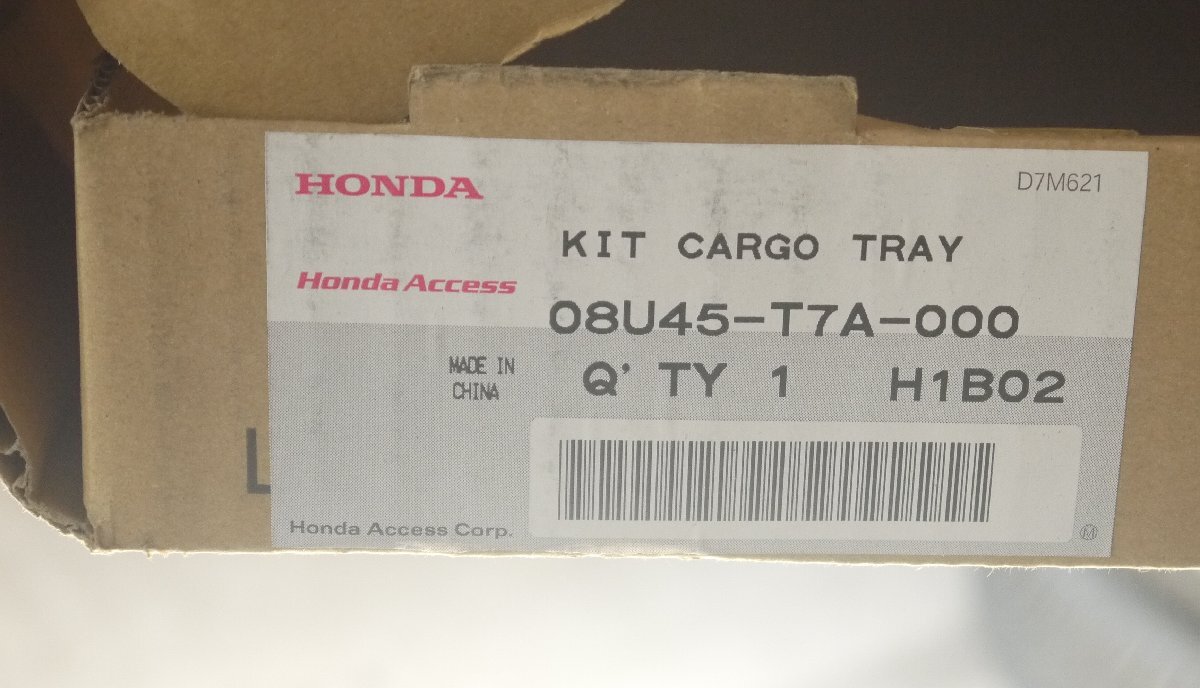 HONDA
D7M621
KIT CARGO TRAY
Honda Access
08U45-T7A-000
MADE IN
CHINA
Q'TY 1 H1B02
L
Honda Access Corp.
M